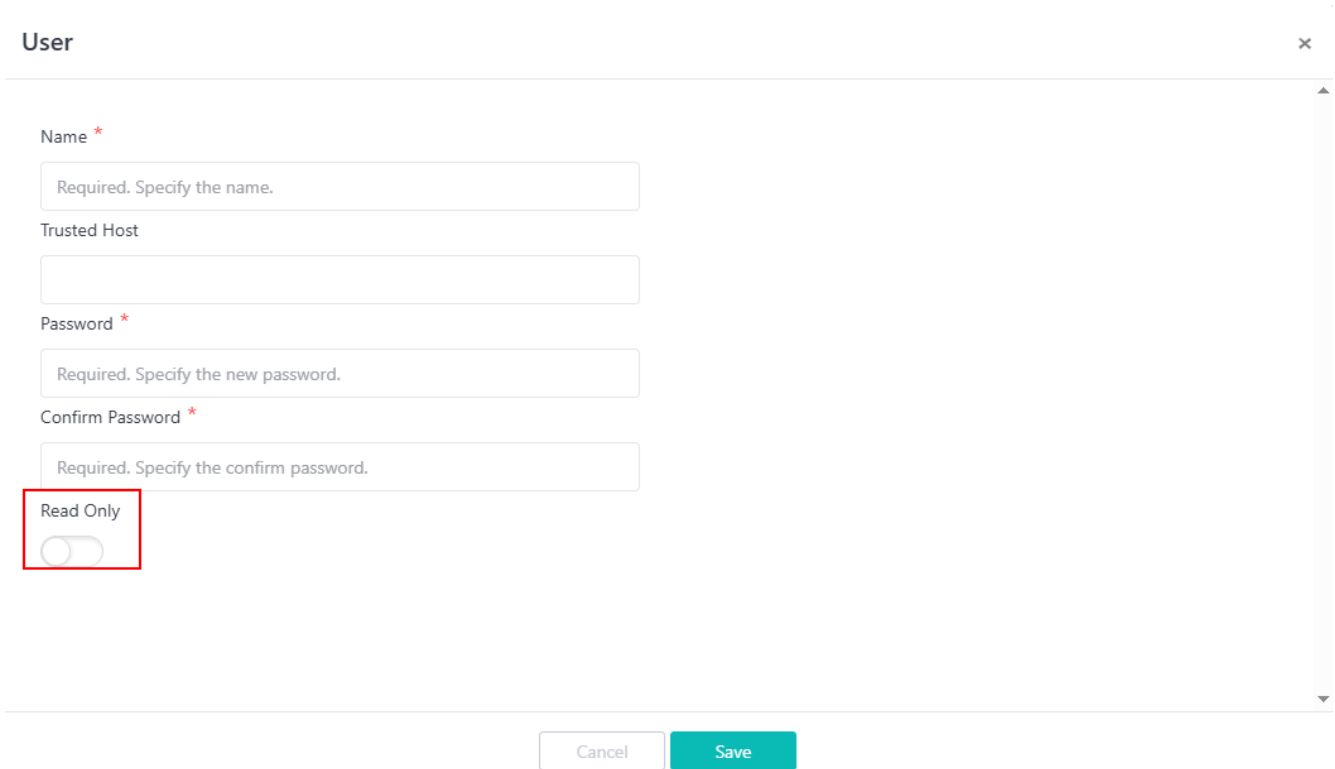 User
×
Name *
Required. Specify the name.
Trusted Host
Password *
Required. Specify the new password.
Confirm Password *
Required. Specify the confirm password.
Read Only
Cancel Save